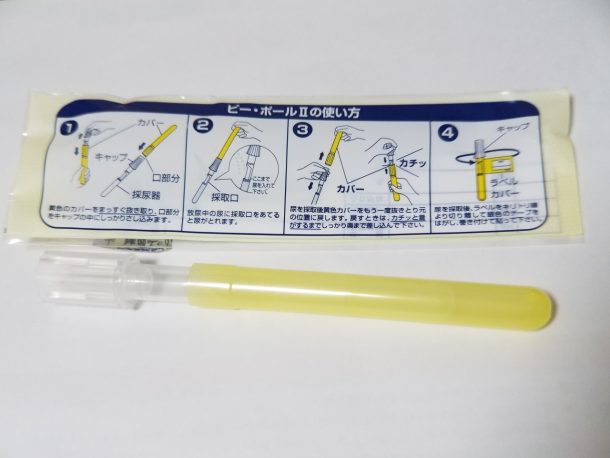 ピー・ポールⅡの使い方
1
カバー
キャップ
口部分
採尿器
黄色のカバーをまっすぐ抜き取り、口部分
をキャップの中にしっかりさし込みます。
2
ここまで
尿を入れて
下さい。
採取口
放尿中の尿に採取口をあてる
と尿がとれます。
3
カチッ
カバー
尿を採取後黄色カバーをもう一度抜きとり元
の位置に戻します。戻すときは、カチッと音
がするまでしっかり奥まで差し込んで下さい。
4
キャップ
ラベル
カバー
尿を採取後、ラベルをキリトリ線
より切り離して銀色のテープを
はがし、巻き付けて貼って下さい。